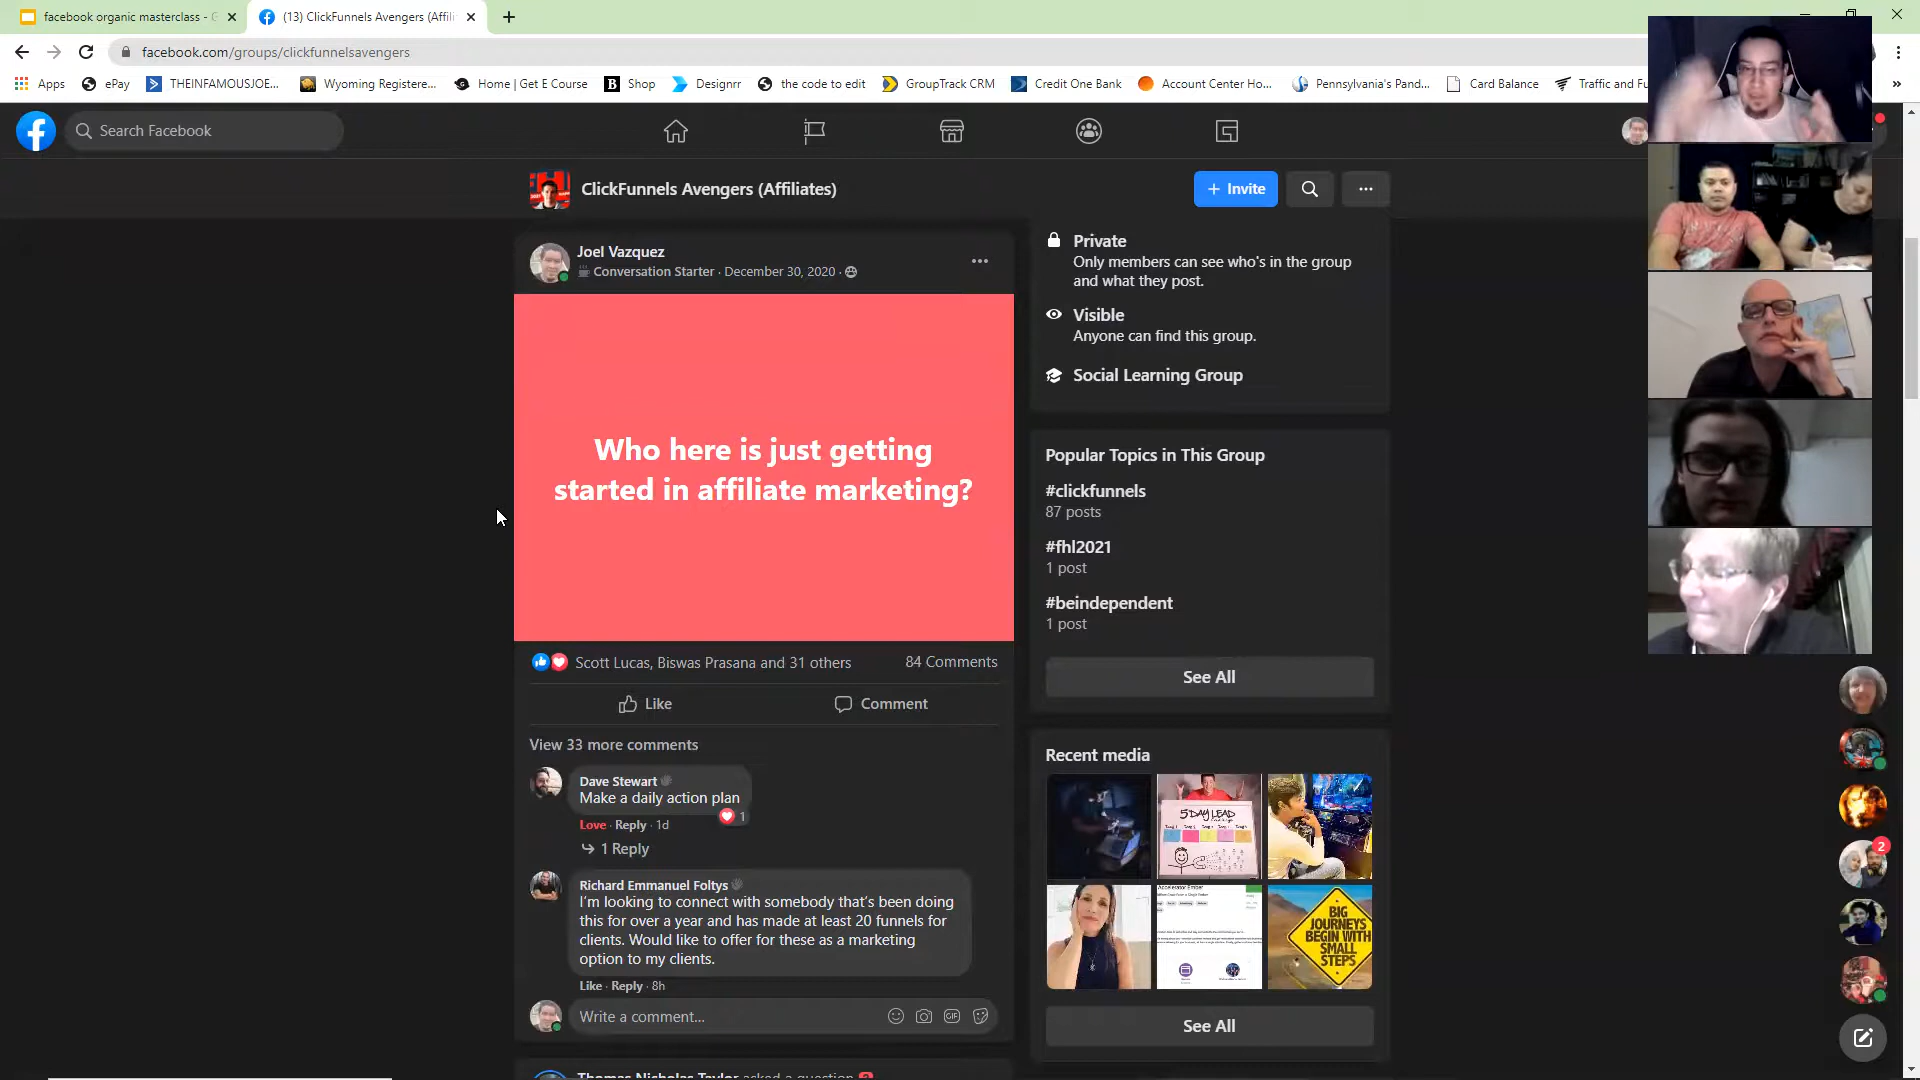 facebook organic masterclass - G
(13) ClickFunnels Avengers (Affili
facebook.com/groups/clickfunnelsavengers
Apps
ePay
THEINFAMOUSJOE...
Wyoming Registere...
Home | Get E Course
Shop
Designrr
the code to edit
GroupTrack CRM
Credit One Bank
Account Center Ho...
Pennsylvania's Pand...
Card Balance
Traffic and Fu
»
Search Facebook
ClickFunnels Avengers (Affiliates)
+ Invite
Joel Vazquez
Conversation Starter · December 30, 2020 ·
Who here is just getting
started in affiliate marketing?
Scott Lucas, Biswas Prasana and 31 others
84 Comments
Like
Comment
View 33 more comments
Dave Stewart
Make a daily action plan
1
Love · Reply · 1d
1 Reply
Richard Emmanuel Foltys
I'm looking to connect with somebody that's been doing
this for over a year and has made at least 20 funnels for
clients. Would like to offer for these as a marketing
option to my clients.
Like · Reply · 8h
Write a comment...
GIF
Thomas Nicholas Taylor asked a question
Private
Only members can see who's in the group
and what they post.
Visible
Anyone can find this group.
Social Learning Group
Popular Topics in This Group
#clickfunnels
87 posts
#fhl2021
1 post
#beindependent
1 post
See All
Recent media
5 DAY LEAD
BIG
JOURNEYS
BEGIN WITH
SMALL
STEPS
See All
2